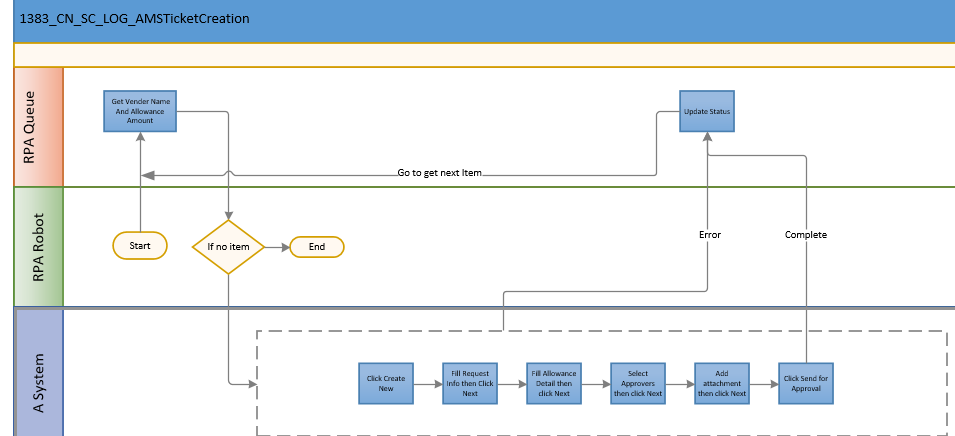 1383_CN_SC_LOG_AMSTicketCreation
RPA Queue
Get Vender Name
And Allowance
Amount
Update Status
Go to get next Item
RPA Robot
Start
If no item
End
Error
Complete
A System
Click Create
New
Fill Request
Info then Click
Next
Fill Allowance
Detail then
click Next
Select
Approvers
then click Next
Add
attachment
then click Next
Click Send for
Approval